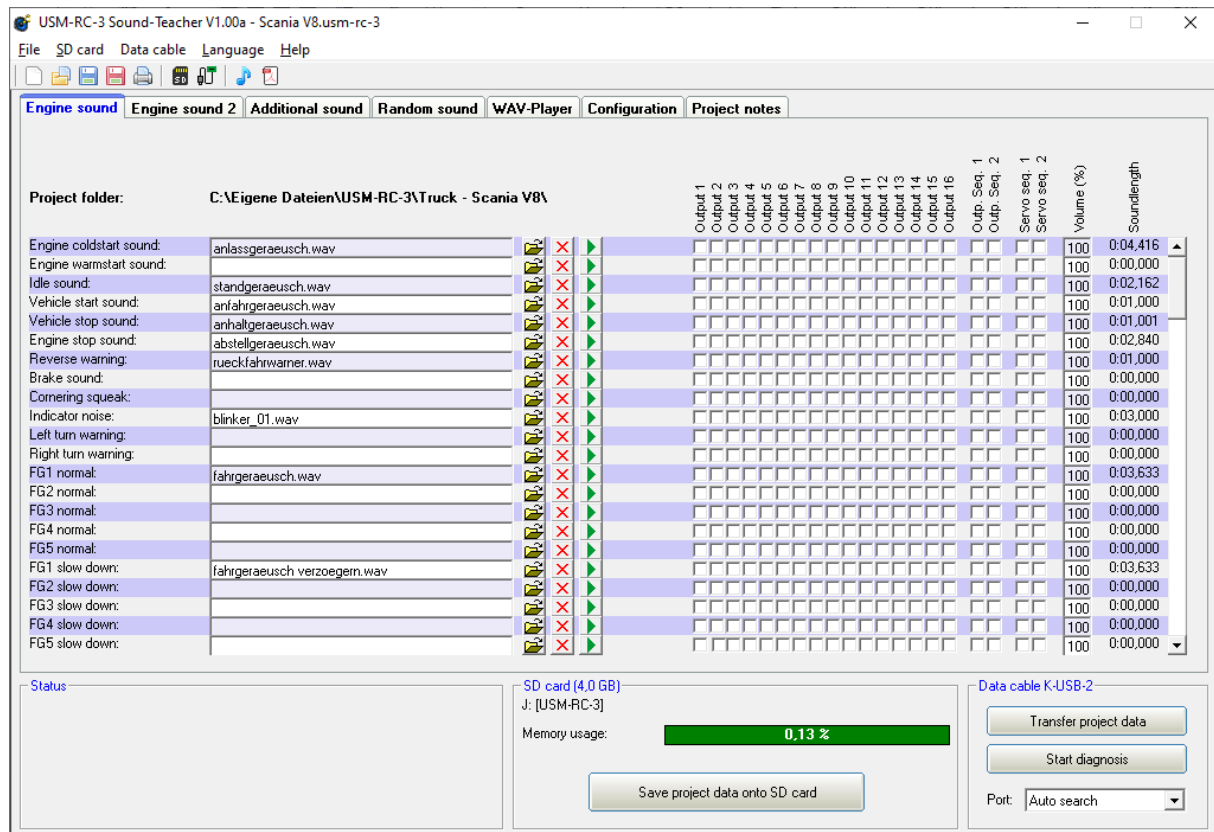 USM-RC-3 Sound-Teacher V1.00a - Scania V8.usm-rc-3
File SD card Data cable Language Help
Engine sound Engine sound 2 Additional sound Random sound WAV-Player Configuration Project notes
Project folder: C:\Eigene Dateien\USM-RC-3\Truck - Scania V8\ Output 1 Output 2 Output 3 Output 4 Output 5 Output 6 Output 7 Output 8 Output 9 Output 10 Output 11 Output 12 Output 13 Output 14 Output 15 Output 16 Outp. Seq. 1 Outp. Seq. 2 Servo seq. 1 Servo seq. 2 Volume (%) Soundlength
Engine coldstart sound: anlassgeraeusch.wav 100 0:04,416
Engine warmstart sound: 100 0:00,000
Idle sound: standgeraeusch.wav 100 0:02,162
Vehicle start sound: anfahrgeraeusch.wav 100 0:01,000
Vehicle stop sound: anhaltgeraeusch.wav 100 0:01,001
Engine stop sound: abstellgeraeusch.wav 100 0:02,840
Reverse warning: rueckfahrwarner.wav 100 0:01,000
Brake sound: 100 0:00,000
Cornering squeak: 100 0:00,000
Indicator noise: blinker_01.wav 100 0:03,000
Left turn warning: 100 0:00,000
Right turn warning: 100 0:00,000
FG1 normal: fahrgeraeusch.wav 100 0:03,633
FG2 normal: 100 0:00,000
FG3 normal: 100 0:00,000
FG4 normal: 100 0:00,000
FG5 normal: 100 0:00,000
FG1 slow down: fahrgeraeusch verzoegern.wav 100 0:03,633
FG2 slow down: 100 0:00,000
FG3 slow down: 100 0:00,000
FG4 slow down: 100 0:00,000
FG5 slow down: 100 0:00,000
Status
SD card (4,0 GB)
J: [USM-RC-3]
Memory usage: 0,13 %
Save project data onto SD card
Data cable K-USB-2
Transfer project data
Start diagnosis
Port: Auto search